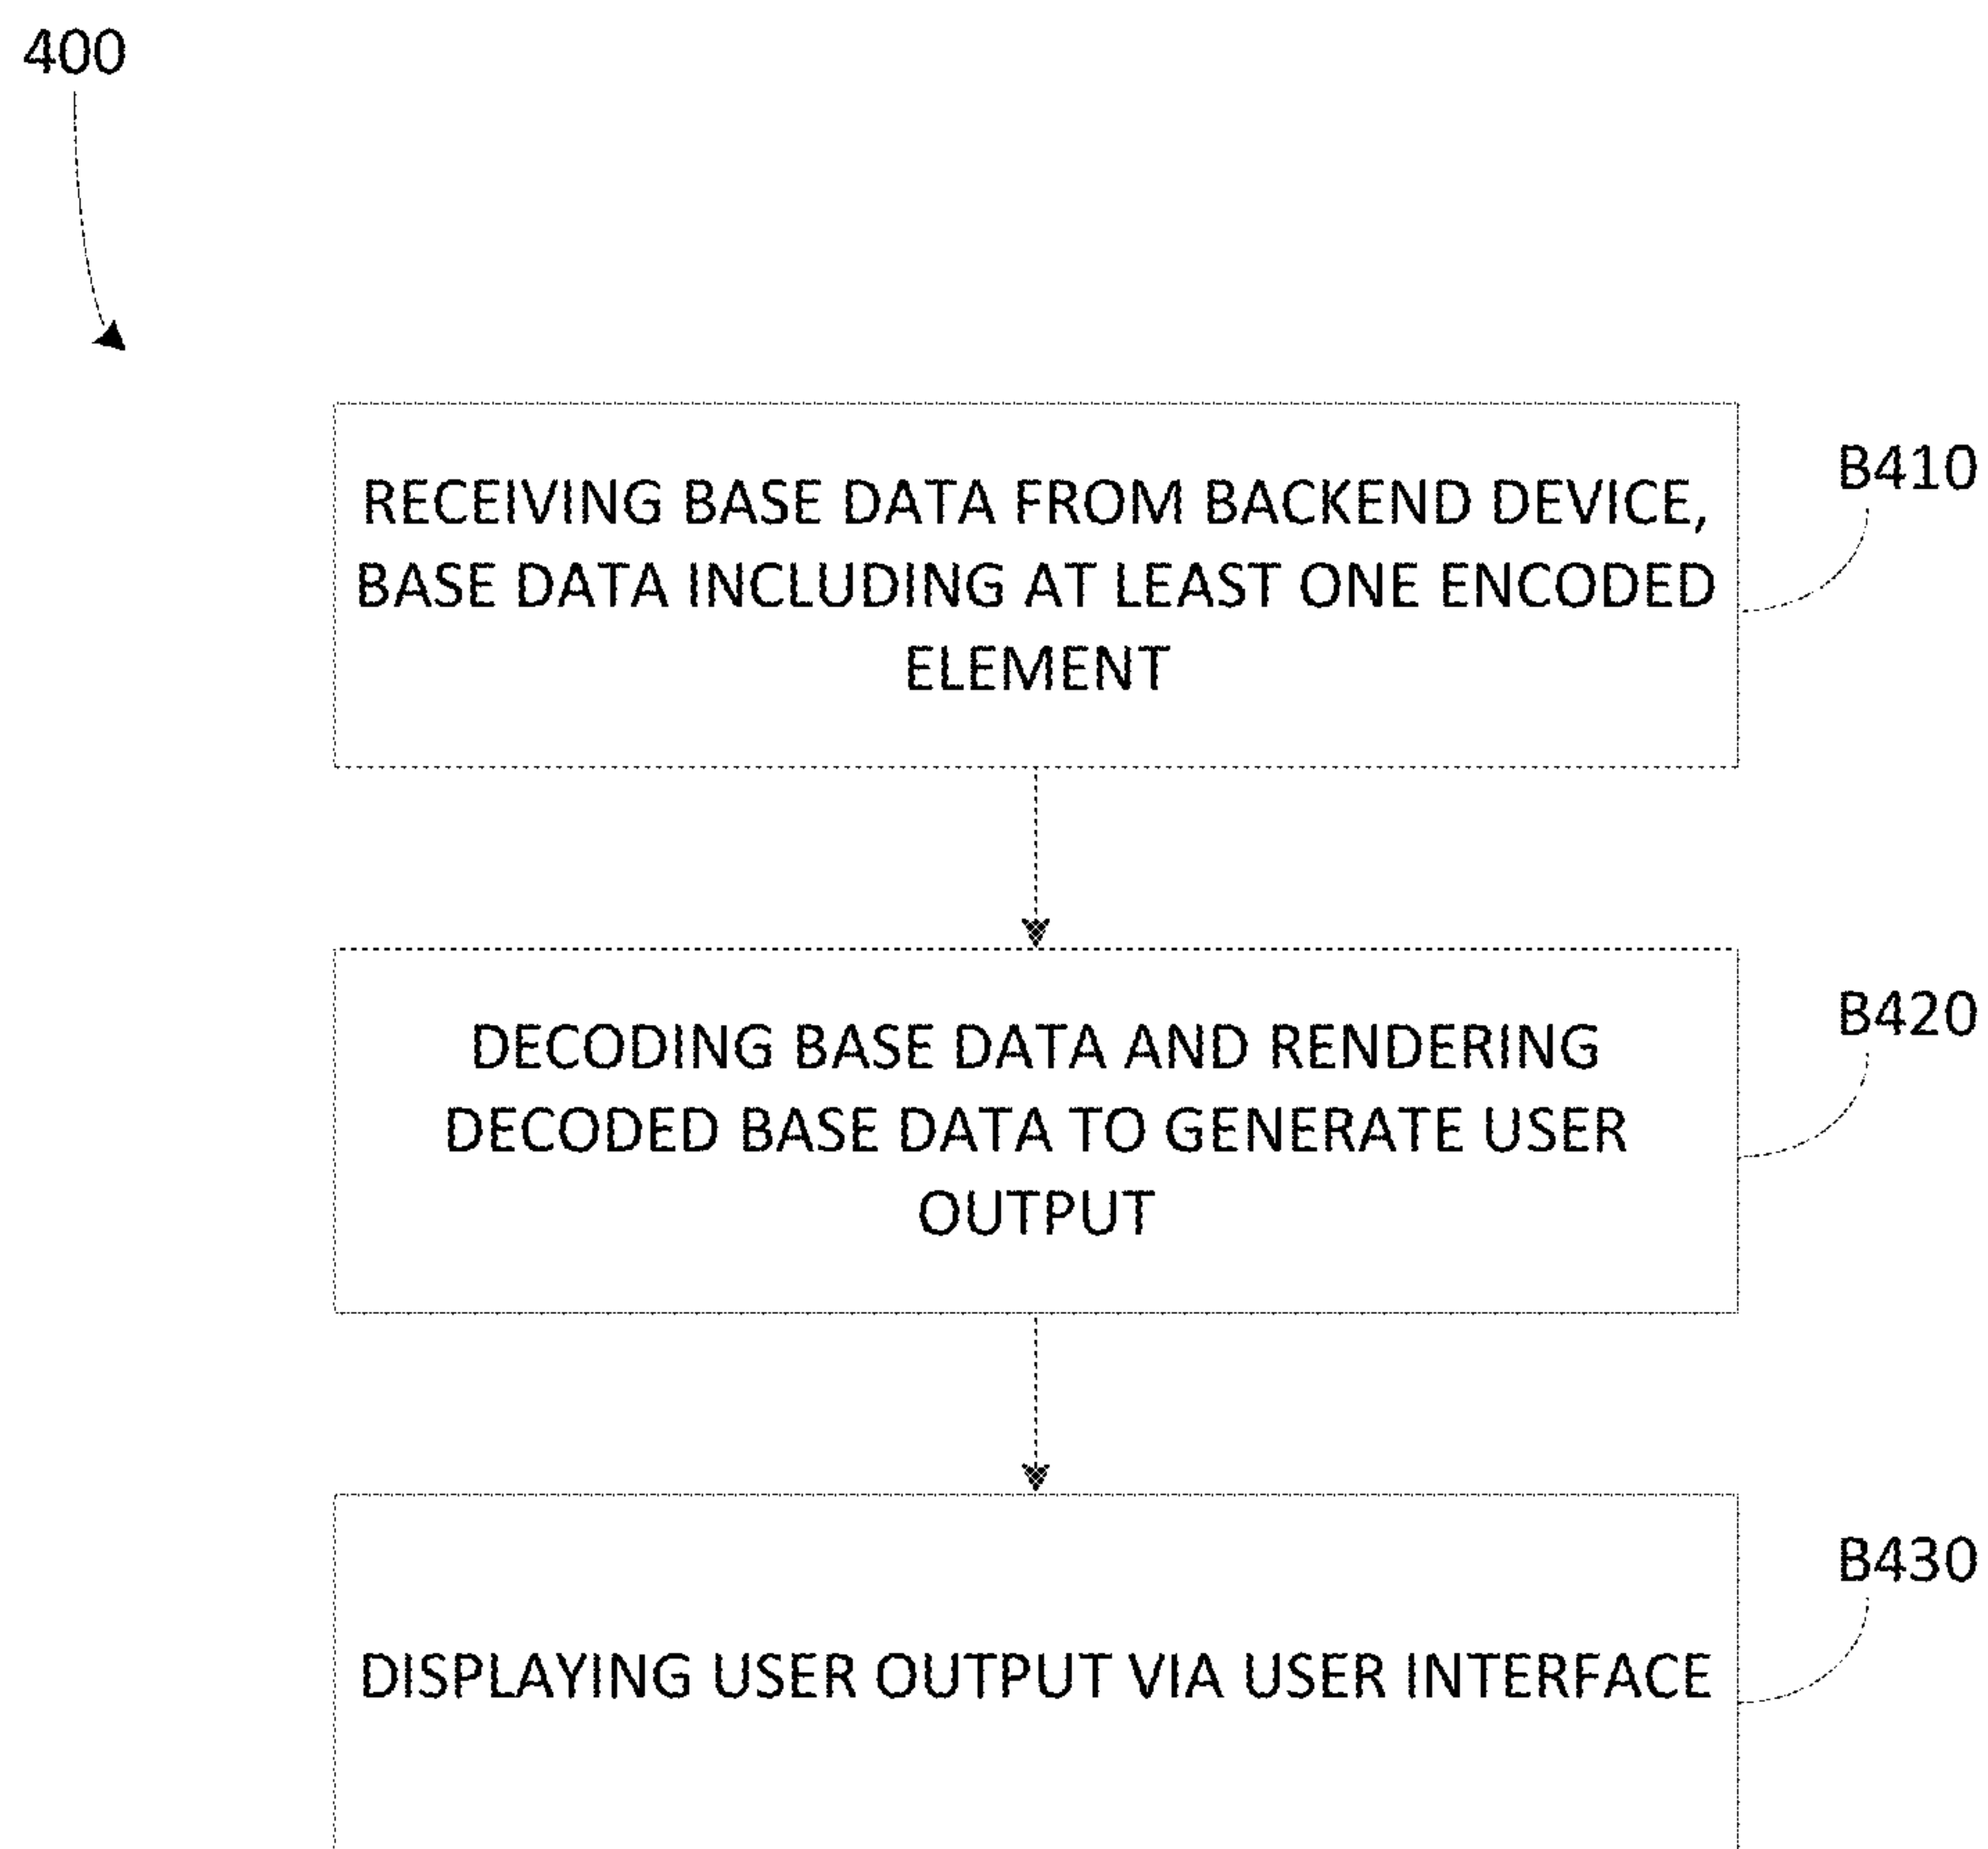 400
RECEIVING BASE DATA FROM BACKEND DEVICE,
BASE DATA INCLUDING AT LEAST ONE ENCODED
ELEMENT
B410
DECODING BASE DATA AND RENDERING
DECODED BASE DATA TO GENERATE USER
OUTPUT
B420
DISPLAYING USER OUTPUT VIA USER INTERFACE
B430